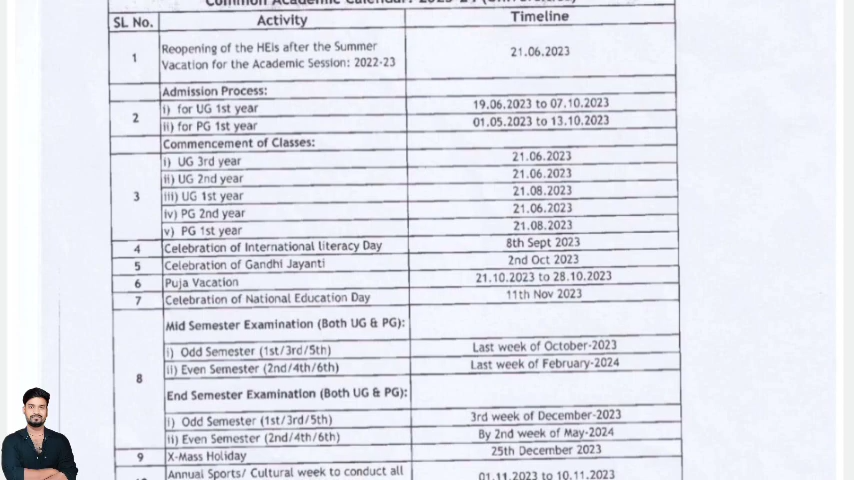 Common Academic Calendar: 2023-24 (Universities)
SL No. Activity Timeline
1 Reopening of the HEIs after the Summer Vacation for the Academic Session: 2022-23 21.06.2023
2 Admission Process:
i) for UG 1st year 19.06.2023 to 07.10.2023
ii) for PG 1st year 01.05.2023 to 13.10.2023
3 Commencement of Classes:
i) UG 3rd year 21.06.2023
ii) UG 2nd year 21.06.2023
iii) UG 1st year 21.08.2023
iv) PG 2nd year 21.06.2023
v) PG 1st year 21.08.2023
4 Celebration of International literacy Day 8th Sept 2023
5 Celebration of Gandhi Jayanti 2nd Oct 2023
6 Puja Vacation 21.10.2023 to 28.10.2023
7 Celebration of National Education Day 11th Nov 2023
8 Mid Semester Examination (Both UG & PG):
i) Odd Semester (1st/3rd/5th) Last week of October-2023
ii) Even Semester (2nd/4th/6th) Last week of February-2024
End Semester Examination (Both UG & PG):
i) Odd Semester (1st/3rd/5th) 3rd week of December-2023
ii) Even Semester (2nd/4th/6th) By 2nd week of May-2024
9 X-Mass Holiday 25th December 2023
Annual Sports/ Cultural week to conduct all 01.11.2023 to 10.11.2023